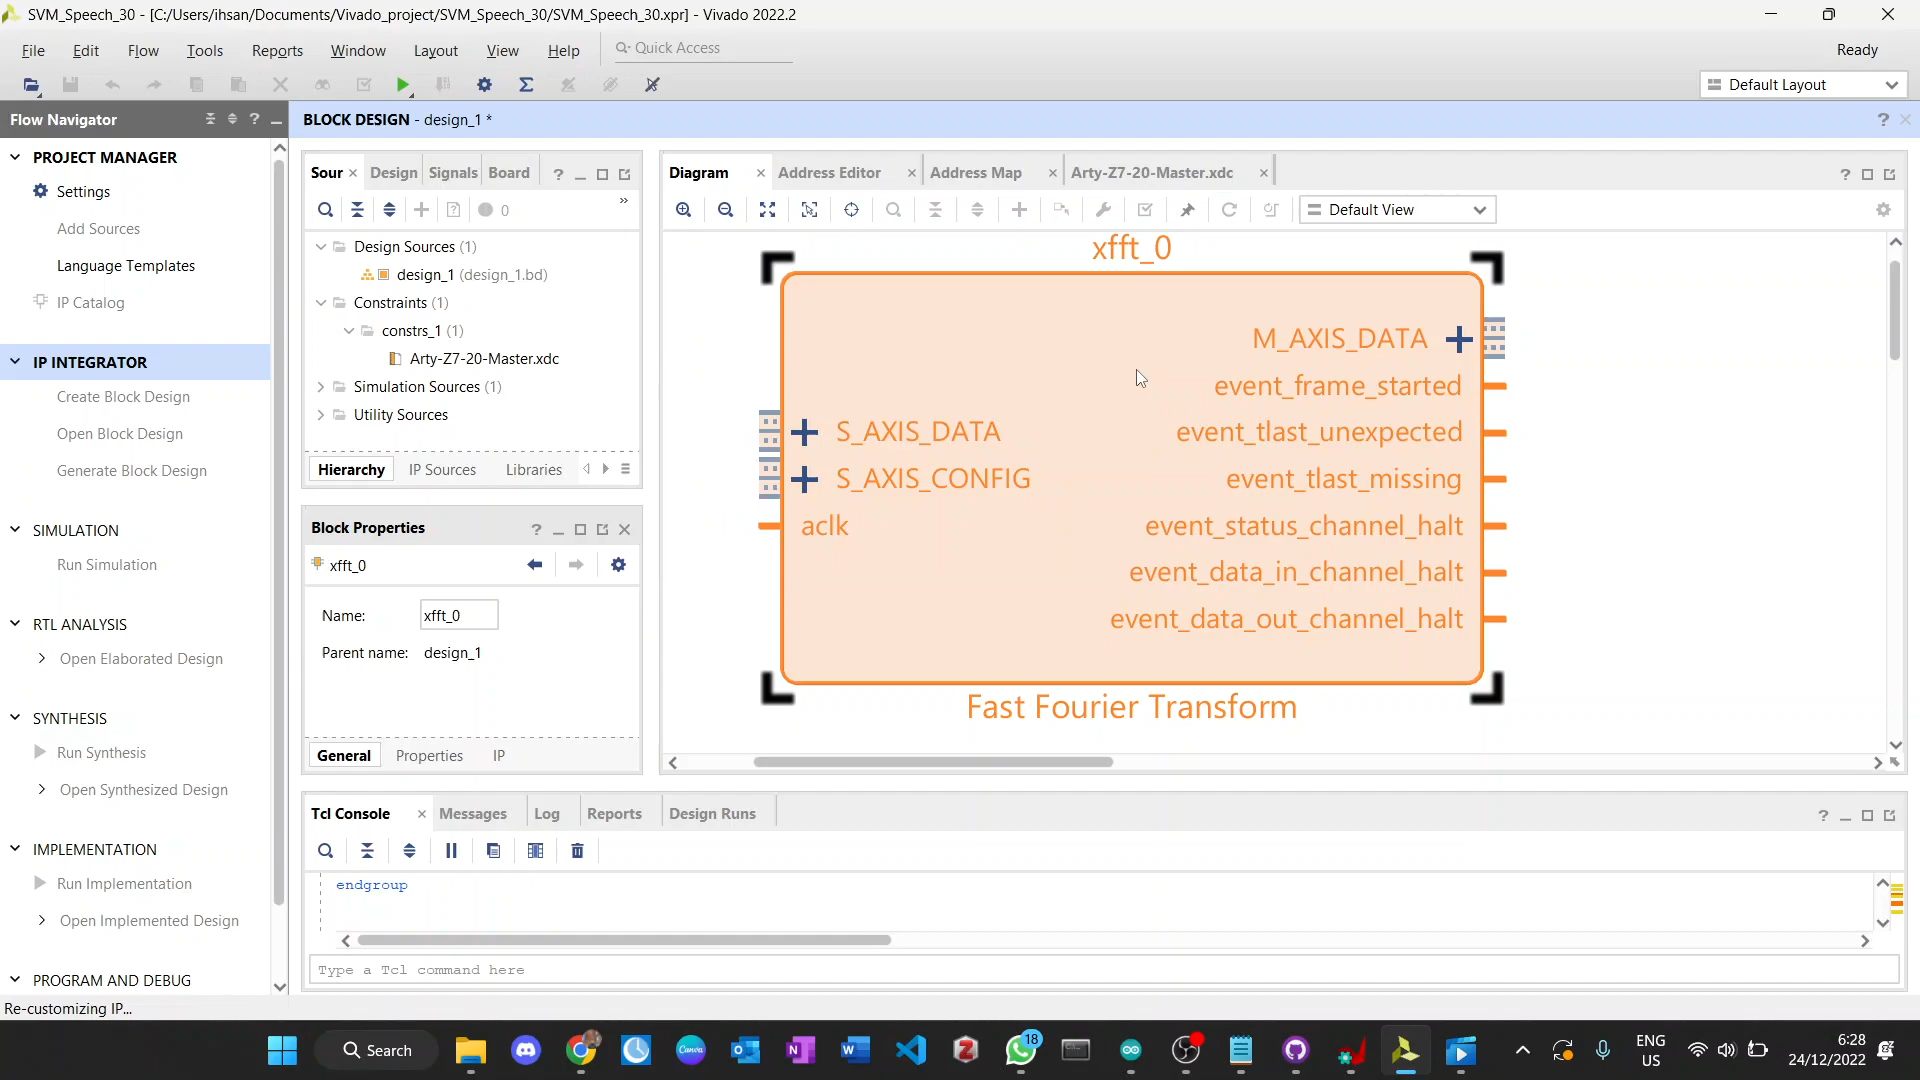 SVM_Speech_30 - [C:/Users/ihsan/Documents/Vivado_project/SVM_Speech_30/SVM_Speech_30.xpr] - Vivado 2022.2
File Edit Flow Tools Reports Window Layout View Help Quick Access
Ready
Default Layout
Flow Navigator
BLOCK DESIGN - design_1 *
PROJECT MANAGER
Settings
Add Sources
Language Templates
IP Catalog
IP INTEGRATOR
Create Block Design
Open Block Design
Generate Block Design
SIMULATION
Run Simulation
RTL ANALYSIS
Open Elaborated Design
SYNTHESIS
Run Synthesis
Open Synthesized Design
IMPLEMENTATION
Run Implementation
Open Implemented Design
PROGRAM AND DEBUG
Sour Design Signals Board
0
Design Sources (1)
design_1 (design_1.bd)
Constraints (1)
constrs_1 (1)
Arty-Z7-20-Master.xdc
Simulation Sources (1)
Utility Sources
Hierarchy IP Sources Libraries
Block Properties
xfft_0
Name: xfft_0
Parent name: design_1
General Properties IP
Diagram Address Editor Address Map Arty-Z7-20-Master.xdc
Default View
xfft_0
M_AXIS_DATA
event_frame_started
S_AXIS_DATA event_tlast_unexpected
S_AXIS_CONFIG event_tlast_missing
aclk event_status_channel_halt
event_data_in_channel_halt
event_data_out_channel_halt
Fast Fourier Transform
Tcl Console Messages Log Reports Design Runs
endgroup
Type a Tcl command here
Re-customizing IP...
Search
Canva
18
ENG
US
6:28
24/12/2022